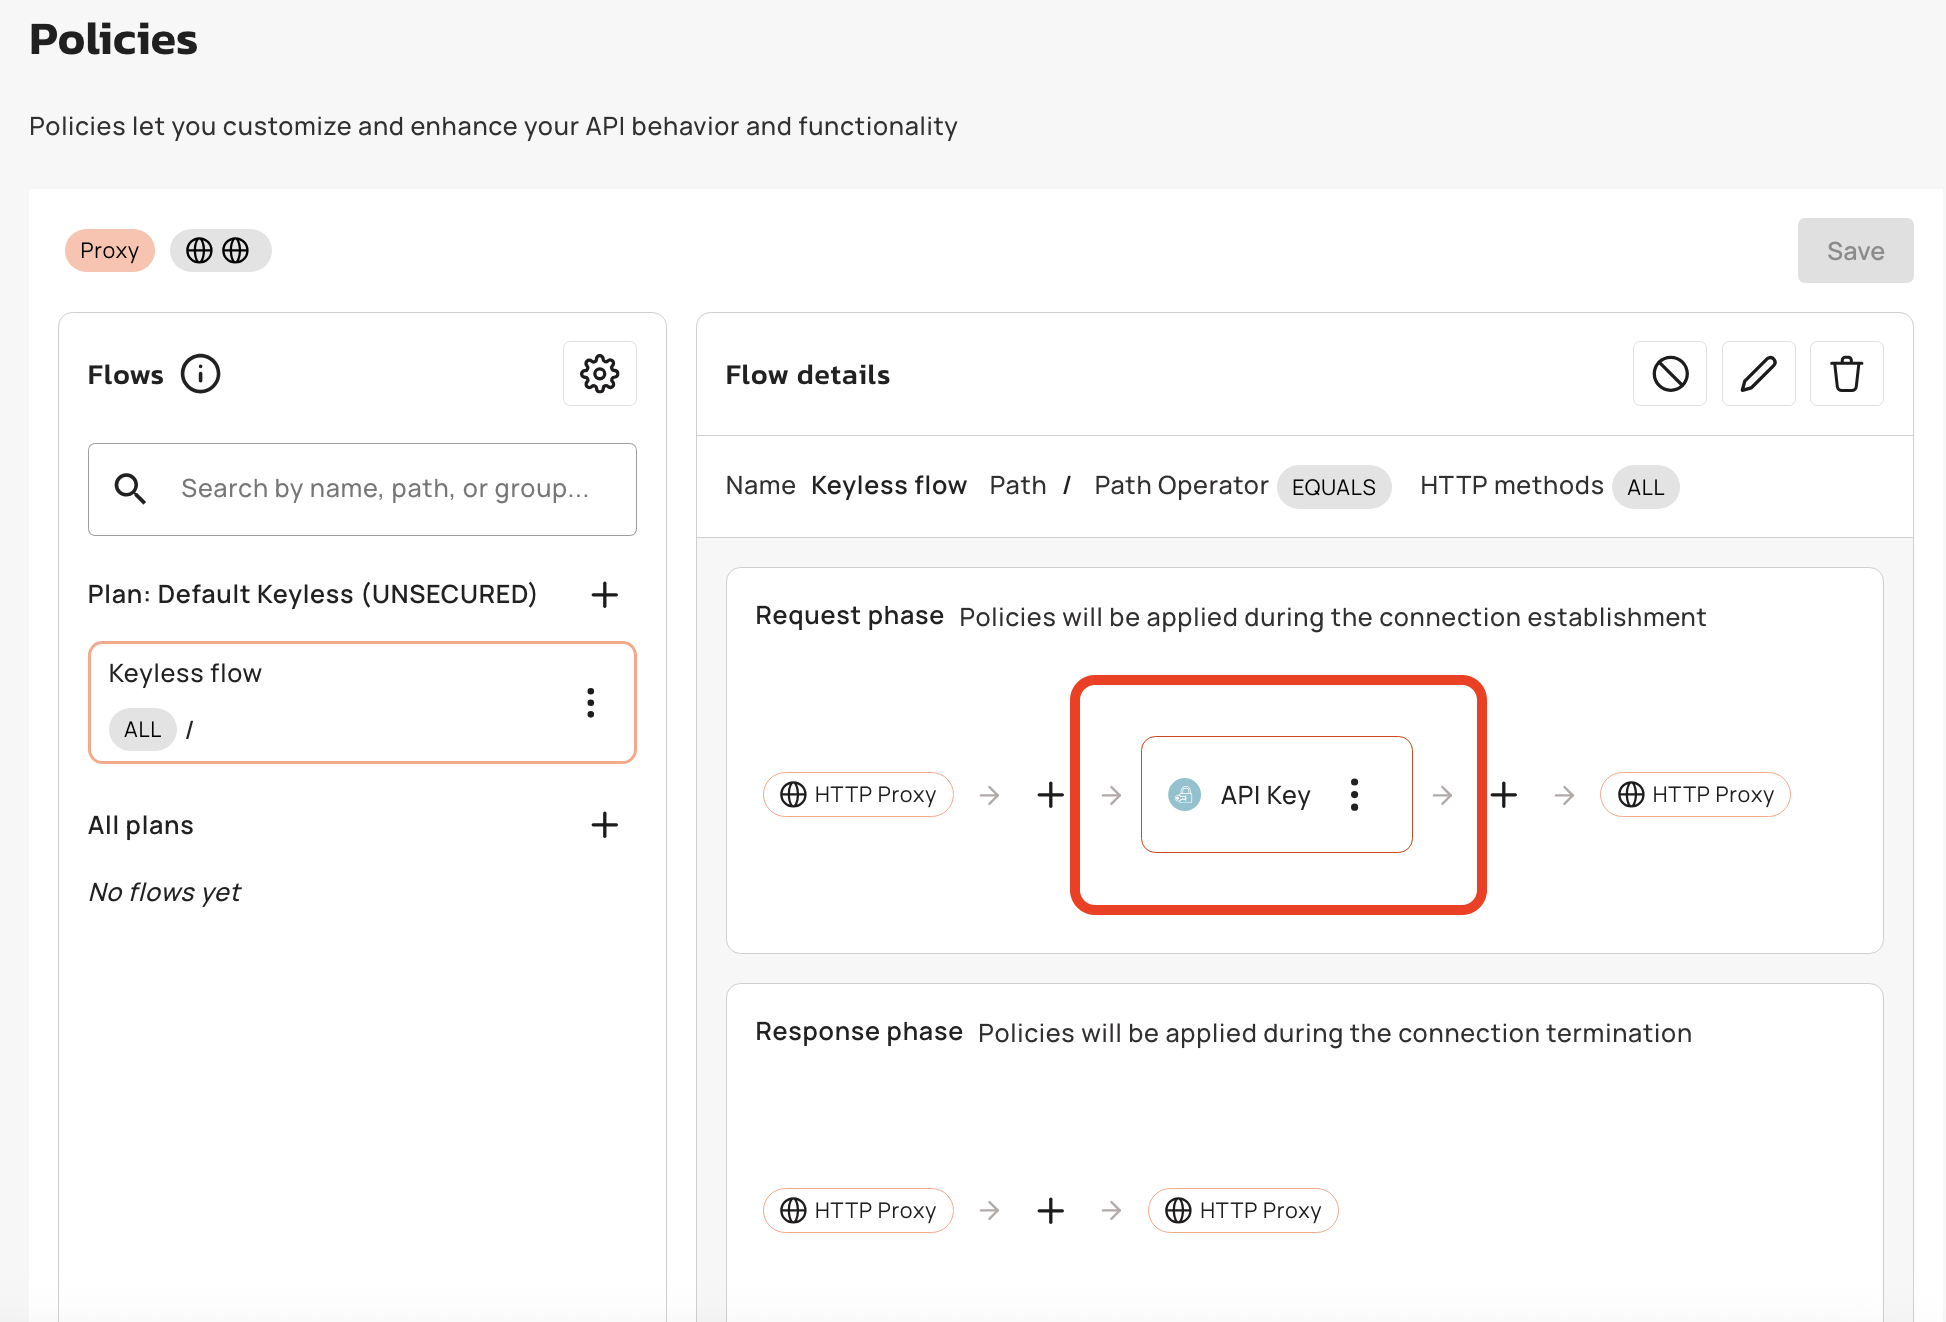 Policies
Policies let you customize and enhance your API behavior and functionality
Proxy
Save
Flows
Search by name, path, or group...
Plan: Default Keyless (UNSECURED)
Keyless flow
ALL /
All plans
No flows yet
Flow details
Name Keyless flow Path / Path Operator EQUALS HTTP methods ALL
Request phase Policies will be applied during the connection establishment
HTTP Proxy API Key HTTP Proxy
Response phase Policies will be applied during the connection termination
HTTP Proxy HTTP Proxy